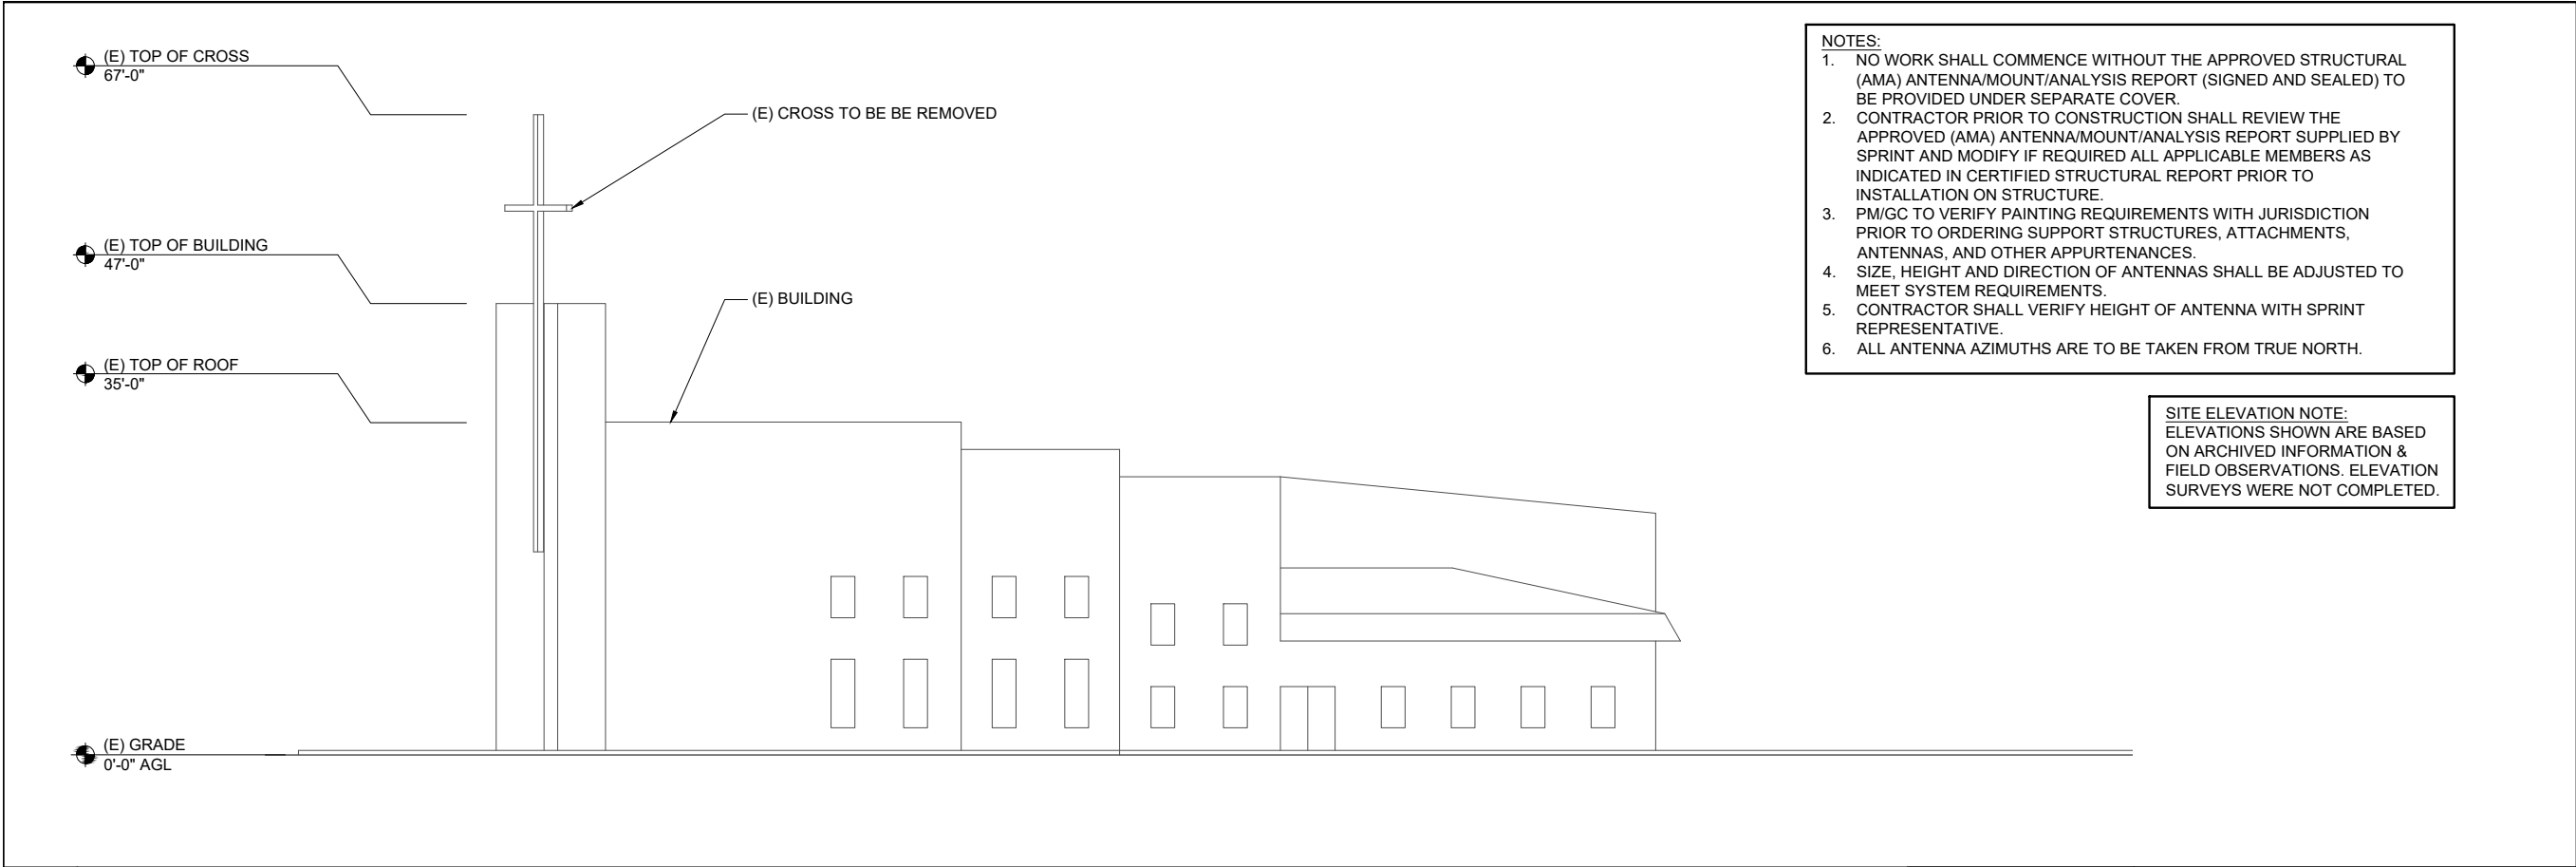 (E) TOP OF CROSS
67'-0"
(E) CROSS TO BE BE REMOVED
(E) TOP OF BUILDING
47'-0"
(E) BUILDING
(E) TOP OF ROOF
35'-0"
(E) GRADE
0'-0" AGL
NOTES:
1. NO WORK SHALL COMMENCE WITHOUT THE APPROVED STRUCTURAL
(AMA) ANTENNA/MOUNT/ANALYSIS REPORT (SIGNED AND SEALED) TO
BE PROVIDED UNDER SEPARATE COVER.
2. CONTRACTOR PRIOR TO CONSTRUCTION SHALL REVIEW THE
APPROVED (AMA) ANTENNA/MOUNT/ANALYSIS REPORT SUPPLIED BY
SPRINT AND MODIFY IF REQUIRED ALL APPLICABLE MEMBERS AS
INDICATED IN CERTIFIED STRUCTURAL REPORT PRIOR TO
INSTALLATION ON STRUCTURE.
3. PM/GC TO VERIFY PAINTING REQUIREMENTS WITH JURISDICTION
PRIOR TO ORDERING SUPPORT STRUCTURES, ATTACHMENTS,
ANTENNAS, AND OTHER APPURTENANCES.
4. SIZE, HEIGHT AND DIRECTION OF ANTENNAS SHALL BE ADJUSTED TO
MEET SYSTEM REQUIREMENTS.
5. CONTRACTOR SHALL VERIFY HEIGHT OF ANTENNA WITH SPRINT
REPRESENTATIVE.
6. ALL ANTENNA AZIMUTHS ARE TO BE TAKEN FROM TRUE NORTH.
SITE ELEVATION NOTE:
ELEVATIONS SHOWN ARE BASED
ON ARCHIVED INFORMATION &
FIELD OBSERVATIONS. ELEVATION
SURVEYS WERE NOT COMPLETED.